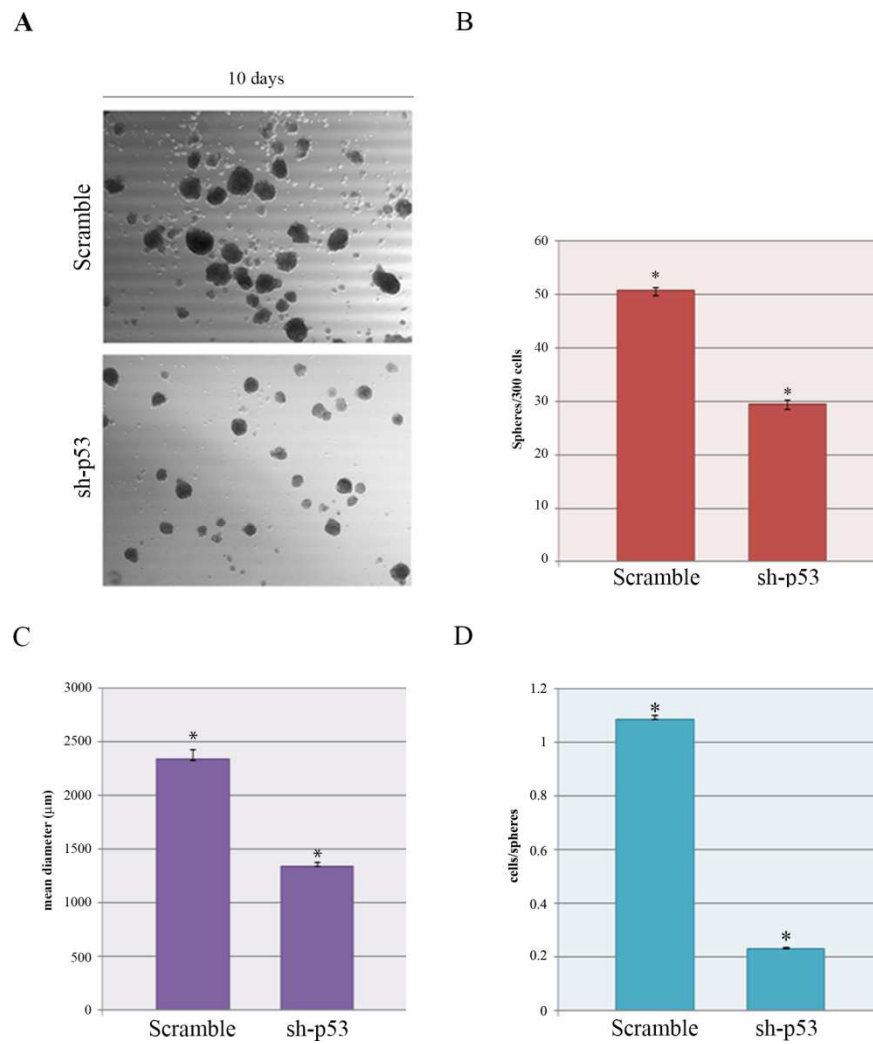 A
10 days
Scramble
sh-p53
B
60
50
40
30
20
10
0
Spheres/300 cells
*
*
Scramble
sh-p53
C
3000
2500
2000
1500
1000
500
0
mean diameter (µm)
*
*
Scramble
sh-p53
D
1.2
1
0.8
0.6
0.4
0.2
0
cells/spheres
*
*
Scramble
sh-p53